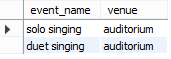 event_name venue
solo singing auditorium
duet singing auditorium